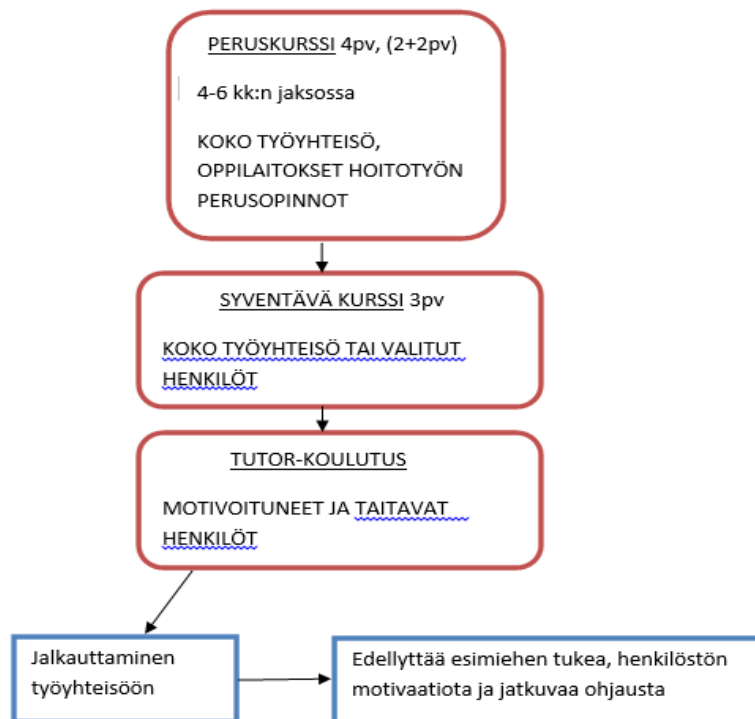 PERUSKURSSI 4pv, (2+2pv)
4-6 kk:n jaksossa
KOKO TYÖYHTEISÖ,
OPPILAITOKSET HOITOTYÖN
PERUSOPINNOT
SYVENTÄVÄ KURSSI 3pv
KOKO TYÖYHTEISÖ TAI VALITUT
HENKILÖT
TUTOR-KOULUTUS
MOTIVOITUNEET JA TAITAVAT
HENKILÖT
Jalkauttaminen
työyhteisöön
Edellyttää esimiehen tukea, henkilöstön
motivaatiota ja jatkuvaa ohjausta